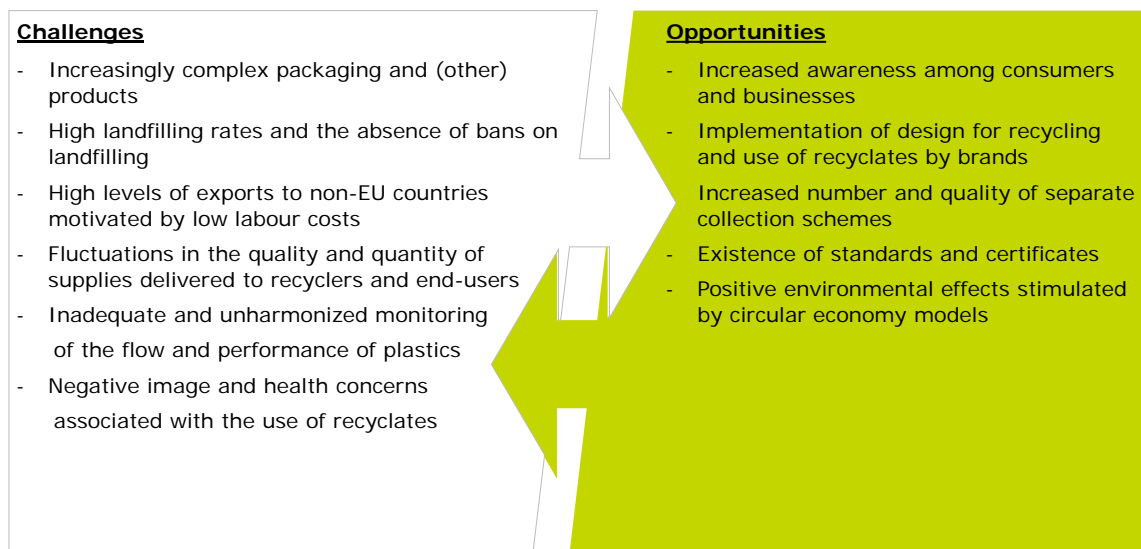 Challenges
- Increasingly complex packaging and (other)
products
- High landfilling rates and the absence of bans on
landfilling
- High levels of exports to non-EU countries
motivated by low labour costs
- Fluctuations in the quality and quantity of
supplies delivered to recyclers and end-users
- Inadequate and unharmonized monitoring
of the flow and performance of plastics
- Negative image and health concerns
associated with the use of recyclates
Opportunities
- Increased awareness among consumers
and businesses
- Implementation of design for recycling
and use of recyclates by brands
Increased number and quality of separate
collection schemes
- Existence of standards and certificates
- Positive environmental effects stimulated
by circular economy models